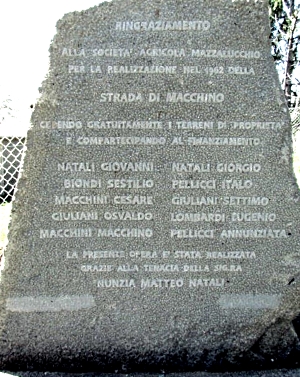 RINGRAZIAMENTO
ALLA SOCIETA' AGRICOLA MAZZALUCCHIO
PER LA REALIZZAZIONE NEL 1962 DELLA
STRADA DI MACCHINO
CEDENDO GRATUITAMENTE I TERRENI DI PROPRIETA'
E COMPARTECIPANDO AL FINANZIAMENTO
NATALI GIOVANNI NATALI GIORGIO
BIONDI SESTILIO PELLICCI ITALO
MACCHINI CESARE GIULIANI SETTIMO
GIULIANI OSVALDO LOMBARDI EUGENIO
MACCHINI MACCHINO PELLICCI ANNUNZIATA
LA PRESENTE OPERA E' STATA REALIZZATA
GRAZIE ALLA TENACIA DELLA SIG.RA
NUNZIA MATTEO NATALI